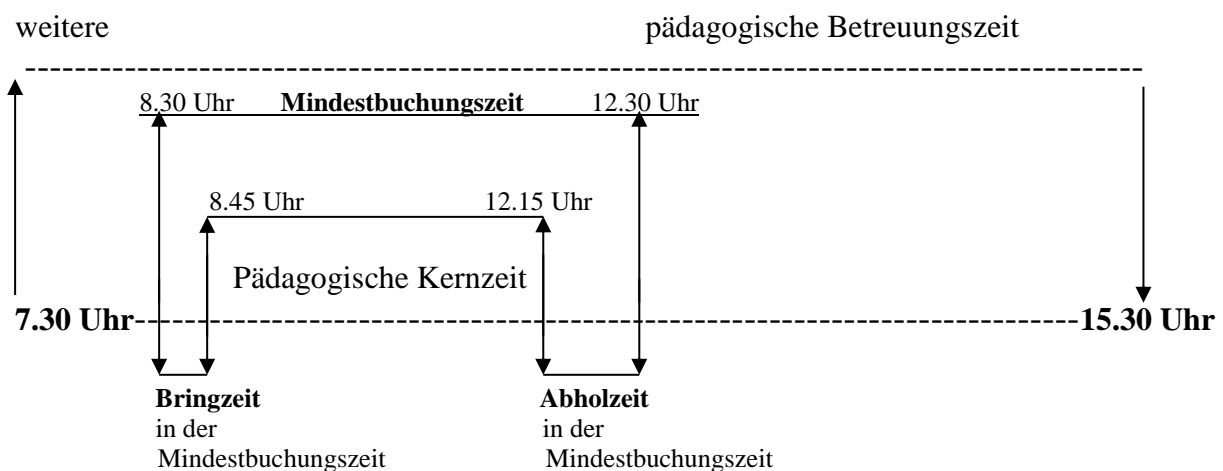 weitere pädagogische Betreuungszeit
8.30 Uhr Mindestbuchungszeit 12.30 Uhr
8.45 Uhr 12.15 Uhr
Pädagogische Kernzeit
7.30 Uhr 15.30 Uhr
Bringzeit Abholzeit
in der in der
Mindestbuchungszeit Mindestbuchungszeit